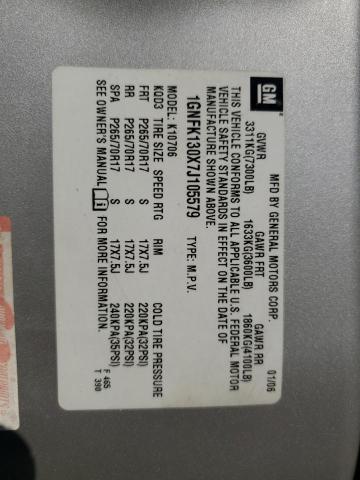 GM
MFD BY GENERAL MOTORS CORP. 01/06
GVWR GAWR FRT GAWR RR
3311KG(7300LB) 1633KG(3600LB) 1860KG(4100LB)
THIS VEHICLE CONFORMS TO ALL APPLICABLE U.S. FEDERAL MOTOR
VEHICLE SAFETY STANDARDS IN EFFECT ON THE DATE OF
MANUFACTURE SHOWN ABOVE.
1GNFK130X7J105579 TYPE: M.P.V.
MODEL: K10706
KQD3 TIRE SIZE SPEED RTG RIM COLD TIRE PRESSURE
FRT P265/70R17 S 17X7.5J 220KPA(32PSI)
RR P265/70R17 S 17X7.5J 220KPA(32PSI)
SPA P265/70R17 S 17X7.5J 240KPA(35PSI)
SEE OWNER'S MANUAL i FOR MORE INFORMATION.
F 465
T 390